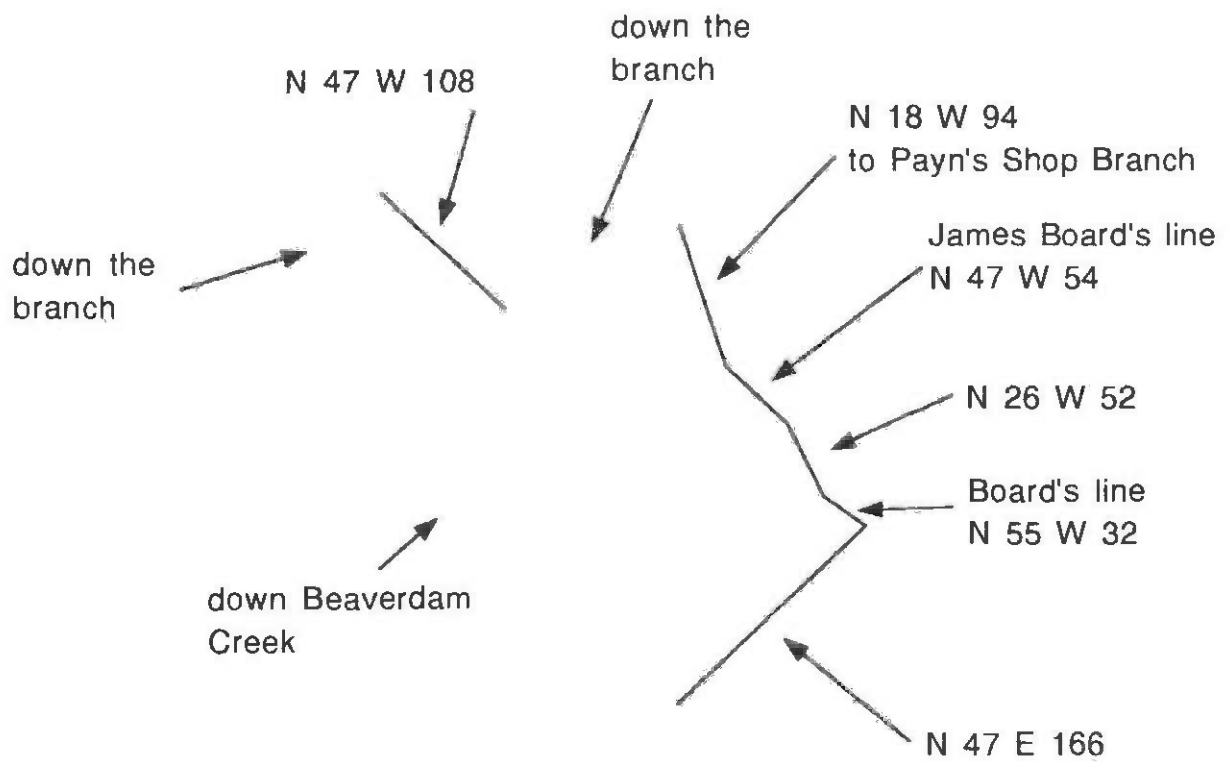 down the
branch
N 47 W 108
N 18 W 94
to Payn's Shop Branch
James Board's line
N 47 W 54
down the
branch
N 26 W 52
Board's line
N 55 W 32
down Beaverdam
Creek
N 47 E 166